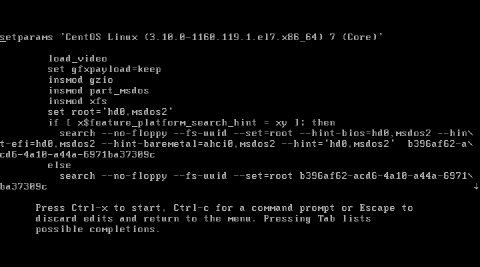 setparams 'CentOS Linux (3.10.0-1160.119.1.el7.x86_64) 7 (Core)'
load_video
set gfxpayload=keep
insmod gzio
insmod part_msdos
insmod xfs
set root='hd0,msdos2'
if [ x$feature_platform_search_hint = xy ]; then
search --no-floppy --fs-uuid --set=root --hint-bios=hd0,msdos2 --hin\
t-efi=hd0,msdos2 --hint-baremetal=ahci0,msdos2 --hint='hd0,msdos2'  b396af62-a\
cd6-4a10-a44a-6971ba37309c
else
search --no-floppy --fs-uuid --set=root b396af62-acd6-4a10-a44a-6971\
ba37309c
Press Ctrl-x to start, Ctrl-c for a command prompt or Escape to
discard edits and return to the menu. Pressing Tab lists
possible completions.